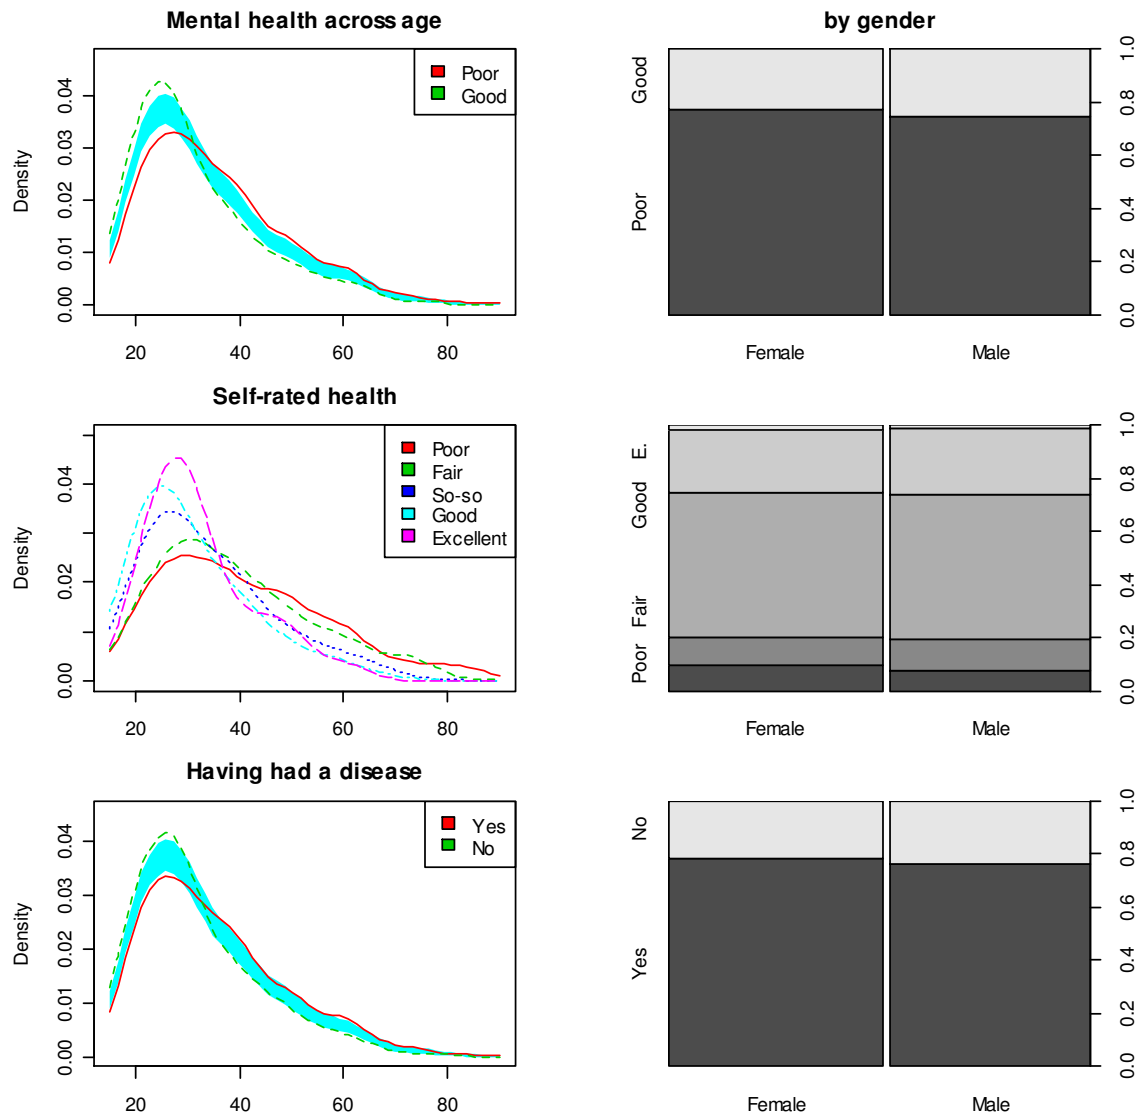 Mental health across age
by gender
Density
0.00 0.01 0.02 0.03 0.04
20 40 60 80
Poor
Good
Poor Good
Female Male
0.0 0.2 0.4 0.6 0.8 1.0
Self-rated health
Density
0.00 0.02 0.04
20 40 60 80
Poor
Fair
So-so
Good
Excellent
Poor Fair Good E.
Female Male
0.0 0.2 0.4 0.6 0.8 1.0
Having had a disease
Density
0.00 0.01 0.02 0.03 0.04
20 40 60 80
Yes
No
Yes No
Female Male
0.0 0.2 0.4 0.6 0.8 1.0